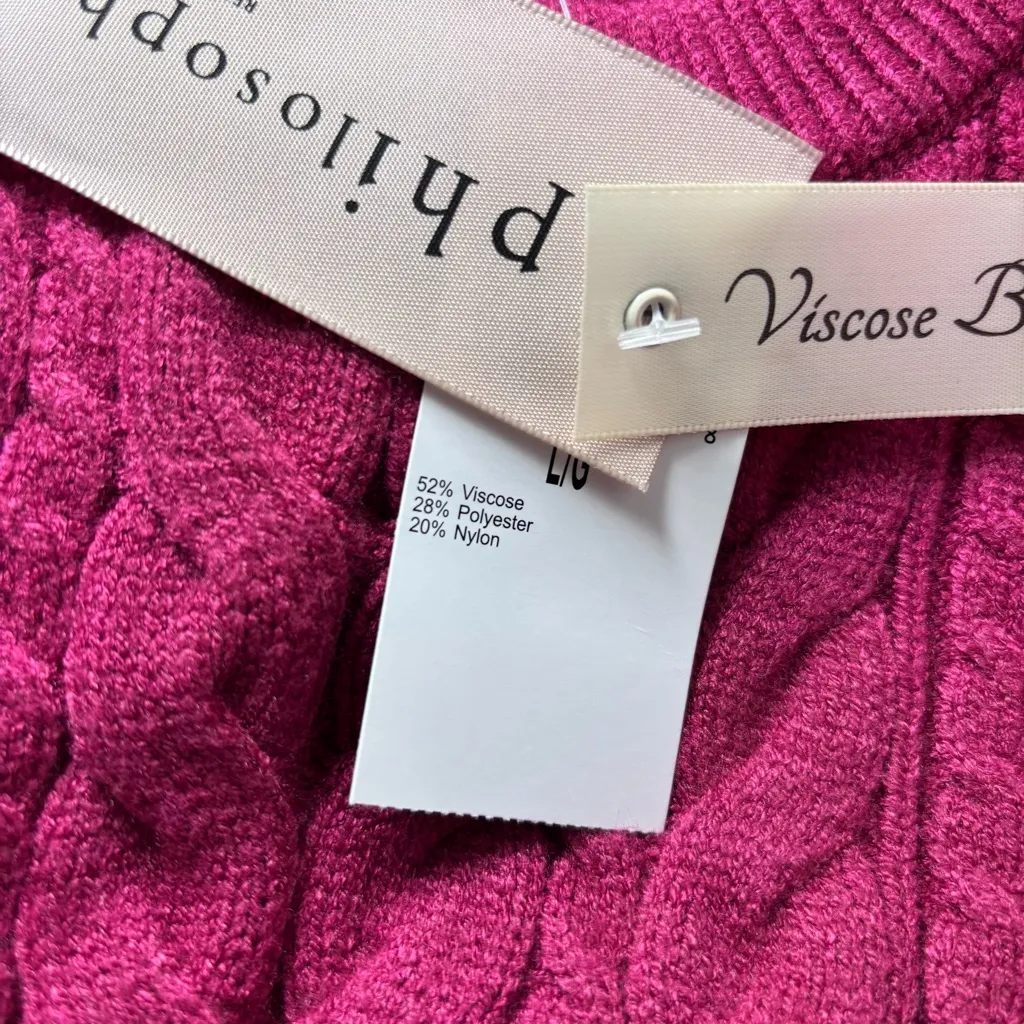 philosoph
Viscose B
L/G
52% Viscose
28% Polyester
20% Nylon